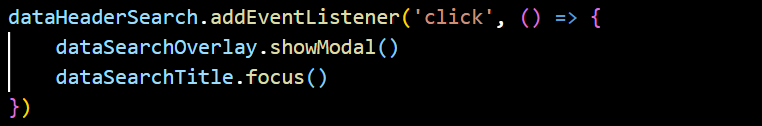 dataHeaderSearch.addEventListener('click', () => {
    dataSearchOverlay.showModal()
    dataSearchTitle.focus()
})